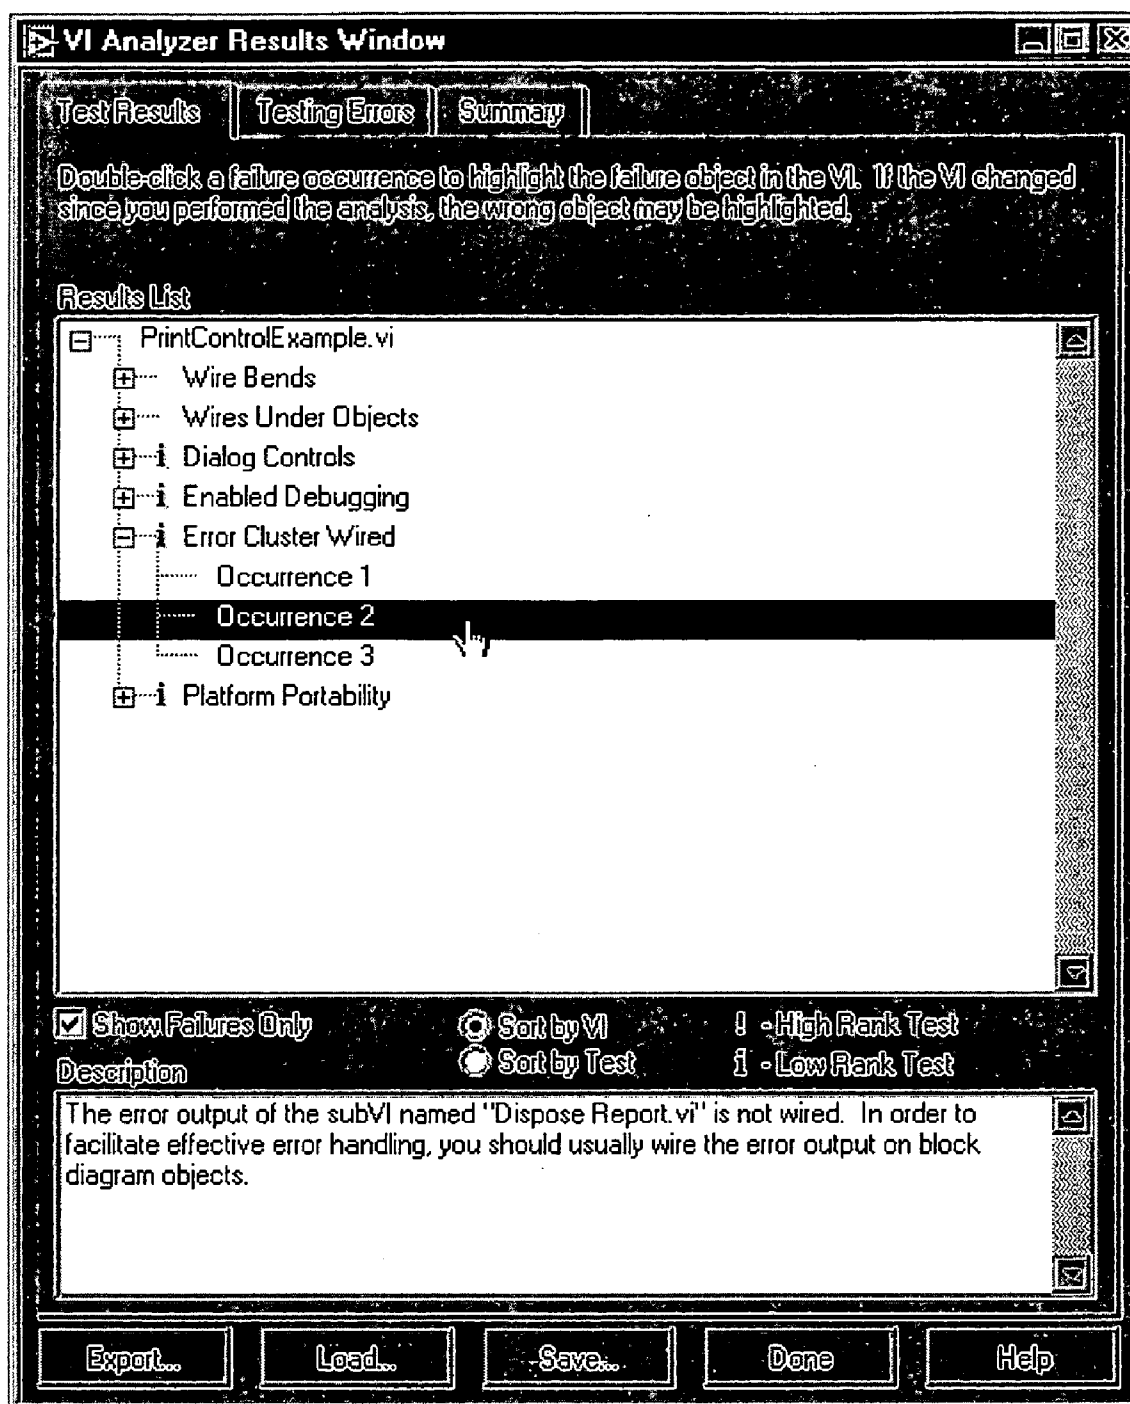 VI Analyzer Results Window
Test Results Testing Errors Summary
Double-click a failure occurrence to highlight the failure object in the VI. If the VI changed
since you performed the analysis, the wrong object may be highlighted.
Results List
PrintControlExample.vi
Wire Bends
Wires Under Objects
i Dialog Controls
i Enabled Debugging
i Error Cluster Wired
Occurrence 1
Occurrence 2
Occurrence 3
i Platform Portability
Show Failures Only Sort by VI ! - High Rank Test
Sort by Test i - Low Rank Test
Description
The error output of the subVI named "Dispose Report.vi" is not wired. In order to
facilitate effective error handling, you should usually wire the error output on block
diagram objects.
Export... Load... Save... Done Help